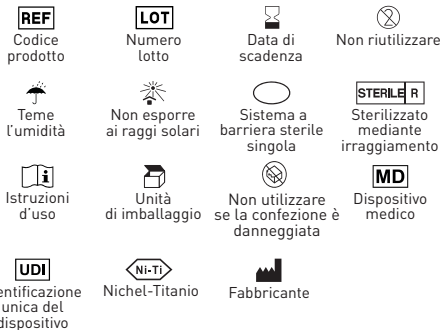 REF
LOT
Codice
prodotto
Numero
lotto
Data di
scadenza
Non riutilizzare
2
STERILE R
Teme
l'umidità
Non esporre
ai raggi solari
Sistema a
barriera sterile
singola
Sterilizzato
mediante
irraggiamento
i
MD
Istruzioni
d'uso
Unità
di imballaggio
Non utilizzare
se la confezione è
danneggiata
Dispositivo
medico
UDI
Ni-Ti
entificazione
unica del
dispositivo
Nichel-Titanio
Fabbricante